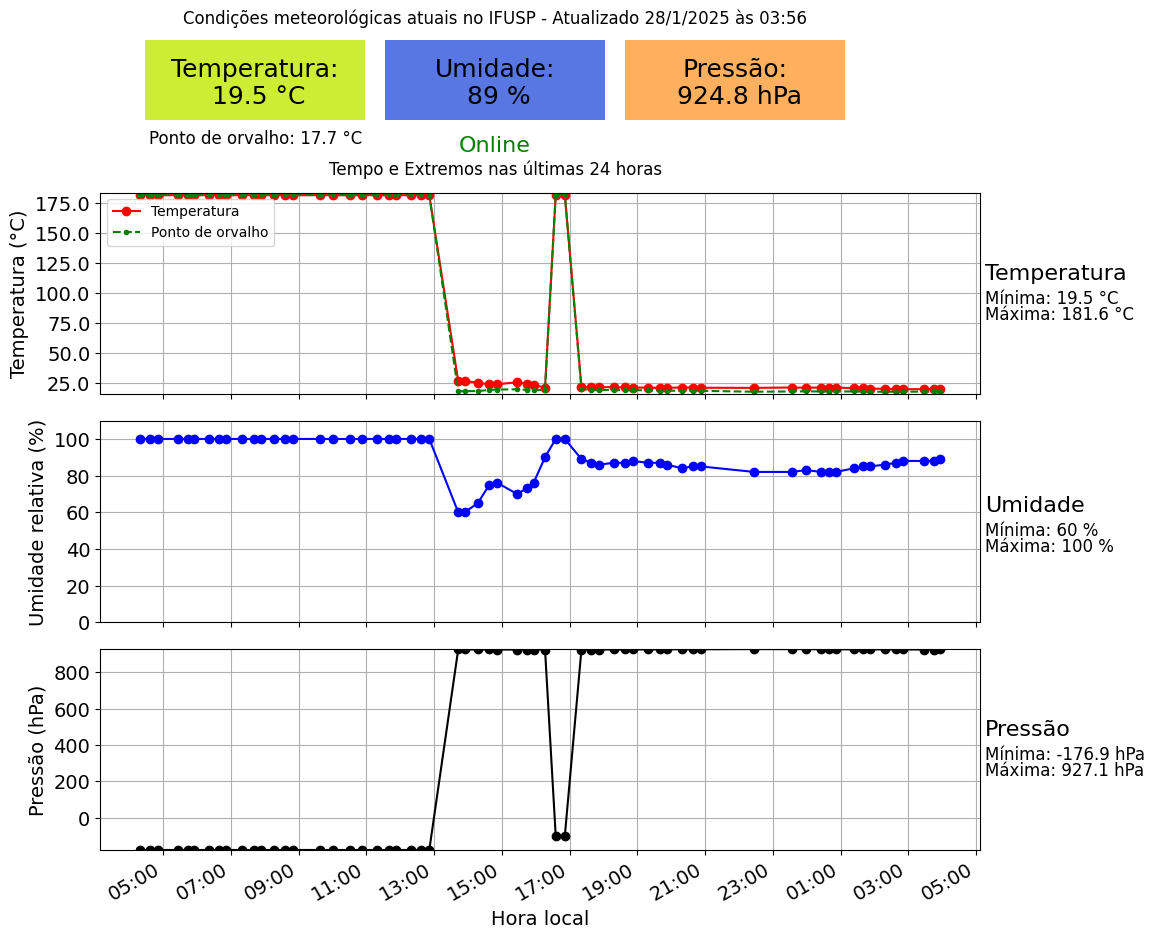 Condições meteorológicas atuais no IFUSP - Atualizado 28/1/2025 às 03:56
Temperatura:
19.5 °C
Umidade:
89 %
Pressão:
924.8 hPa
Ponto de orvalho: 17.7 °C
Online
Tempo e Extremos nas últimas 24 horas
Temperatura (°C)
175.0
150.0
125.0
100.0
75.0
50.0
25.0
Temperatura
Ponto de orvalho
Temperatura
Mínima: 19.5 °C
Máxima: 181.6 °C
Umidade relativa (%)
100
80
60
40
20
0
Umidade
Mínima: 60 %
Máxima: 100 %
Pressão (hPa)
800
600
400
200
0
Pressão
Mínima: -176.9 hPa
Máxima: 927.1 hPa
05:00 07:00 09:00 11:00 13:00 15:00 17:00 19:00 21:00 23:00 01:00 03:00 05:00
Hora local